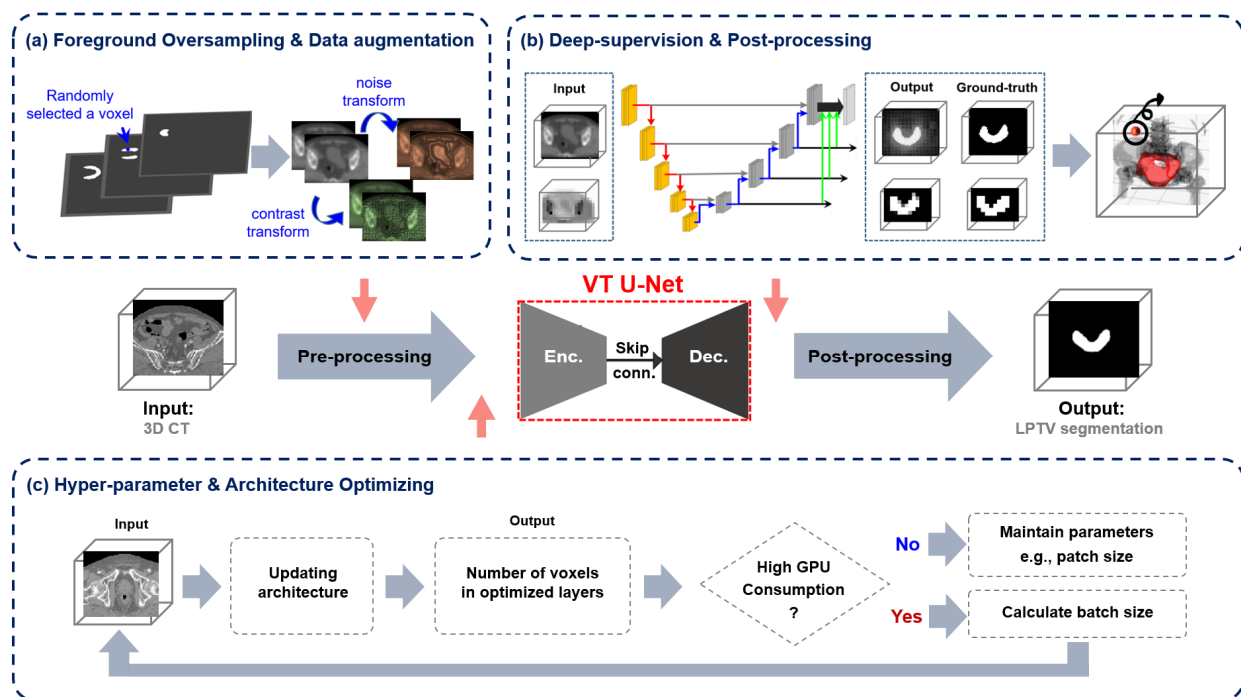 (a) Foreground Oversampling & Data augmentation
Randomly
selected a voxel
noise
transform
contrast
transform
(b) Deep-supervision & Post-processing
Input
Output
Ground-truth
VT U-Net
Pre-processing
Enc.
Skip
conn.
Dec.
Post-processing
Input:
3D CT
Output:
LPTV segmentation
(c) Hyper-parameter & Architecture Optimizing
Input
Updating
architecture
Output
Number of voxels
in optimized layers
High GPU
Consumption
?
No
Maintain parameters
e.g., patch size
Yes
Calculate batch size